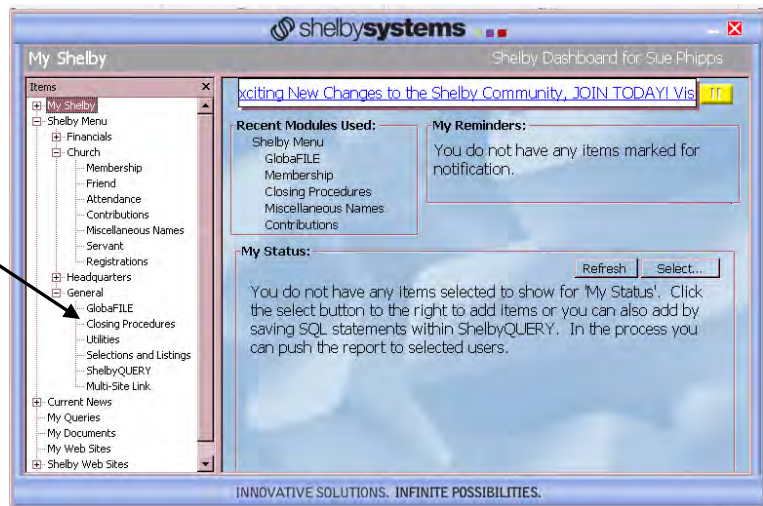 shelbysystems
My Shelby
Shelby Dashboard for Sue Phipps
Items
My Shelby
Shelby Menu
Financials
Church
Membership
Friend
Attendance
Contributions
Miscellaneous Names
Servant
Registrations
Headquarters
General
GlobaFILE
Closing Procedures
Utilities
Selections and Listings
ShelbyQUERY
Multi-Site Link
Current News
My Queries
My Documents
My Web Sites
Shelby Web Sites
xciting New Changes to the Shelby Community, JOIN TODAY! Vis
Recent Modules Used:
Shelby Menu
GlobaFILE
Membership
Closing Procedures
Miscellaneous Names
Contributions
My Reminders:
You do not have any items marked for
notification.
My Status:
Refresh Select...
You do not have any items selected to show for 'My Status'. Click
the select button to the right to add items or you can also add by
saving SQL statements within ShelbyQUERY. In the process you
can push the report to selected users.
INNOVATIVE SOLUTIONS. INFINITE POSSIBILITIES.